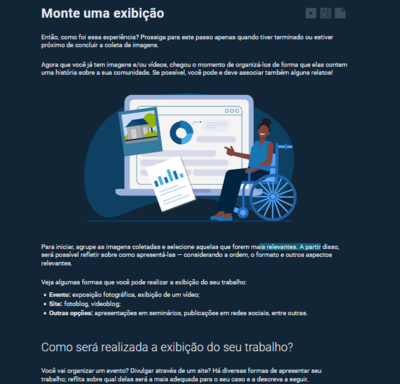 Monte uma exibição
Então, como foi essa experiência? Prossiga para este passo apenas quando tiver terminado ou estiver
próximo de concluir a coleta de imagens.
Agora que você já tem imagens e/ou vídeos, chegou o momento de organizá-los de forma que elas contem
uma história sobre a sua comunidade. Se possível, você pode e deve associar também alguns relatos!
Para iniciar, agrupe as imagens coletadas e selecione aquelas que forem mais relevantes. A partir disso,
será possível refletir sobre como apresentá-las — considerando a ordem, o formato e outros aspectos
relevantes.
Veja algumas formas que você pode realizar a exibição do seu trabalho:
• Evento: exposição fotográfica, exibição de um vídeo;
• Site: fotoblog, videoblog;
• Outras opções: apresentações em seminários, publicações em redes sociais, entre outras.
Como será realizada a exibição do seu trabalho?
Você vai organizar um evento? Divulgar através de um site? Há diversas formas de apresentar seu
trabalho; reflita sobre qual delas será a mais adequada para o seu caso e a descreva a seguir.